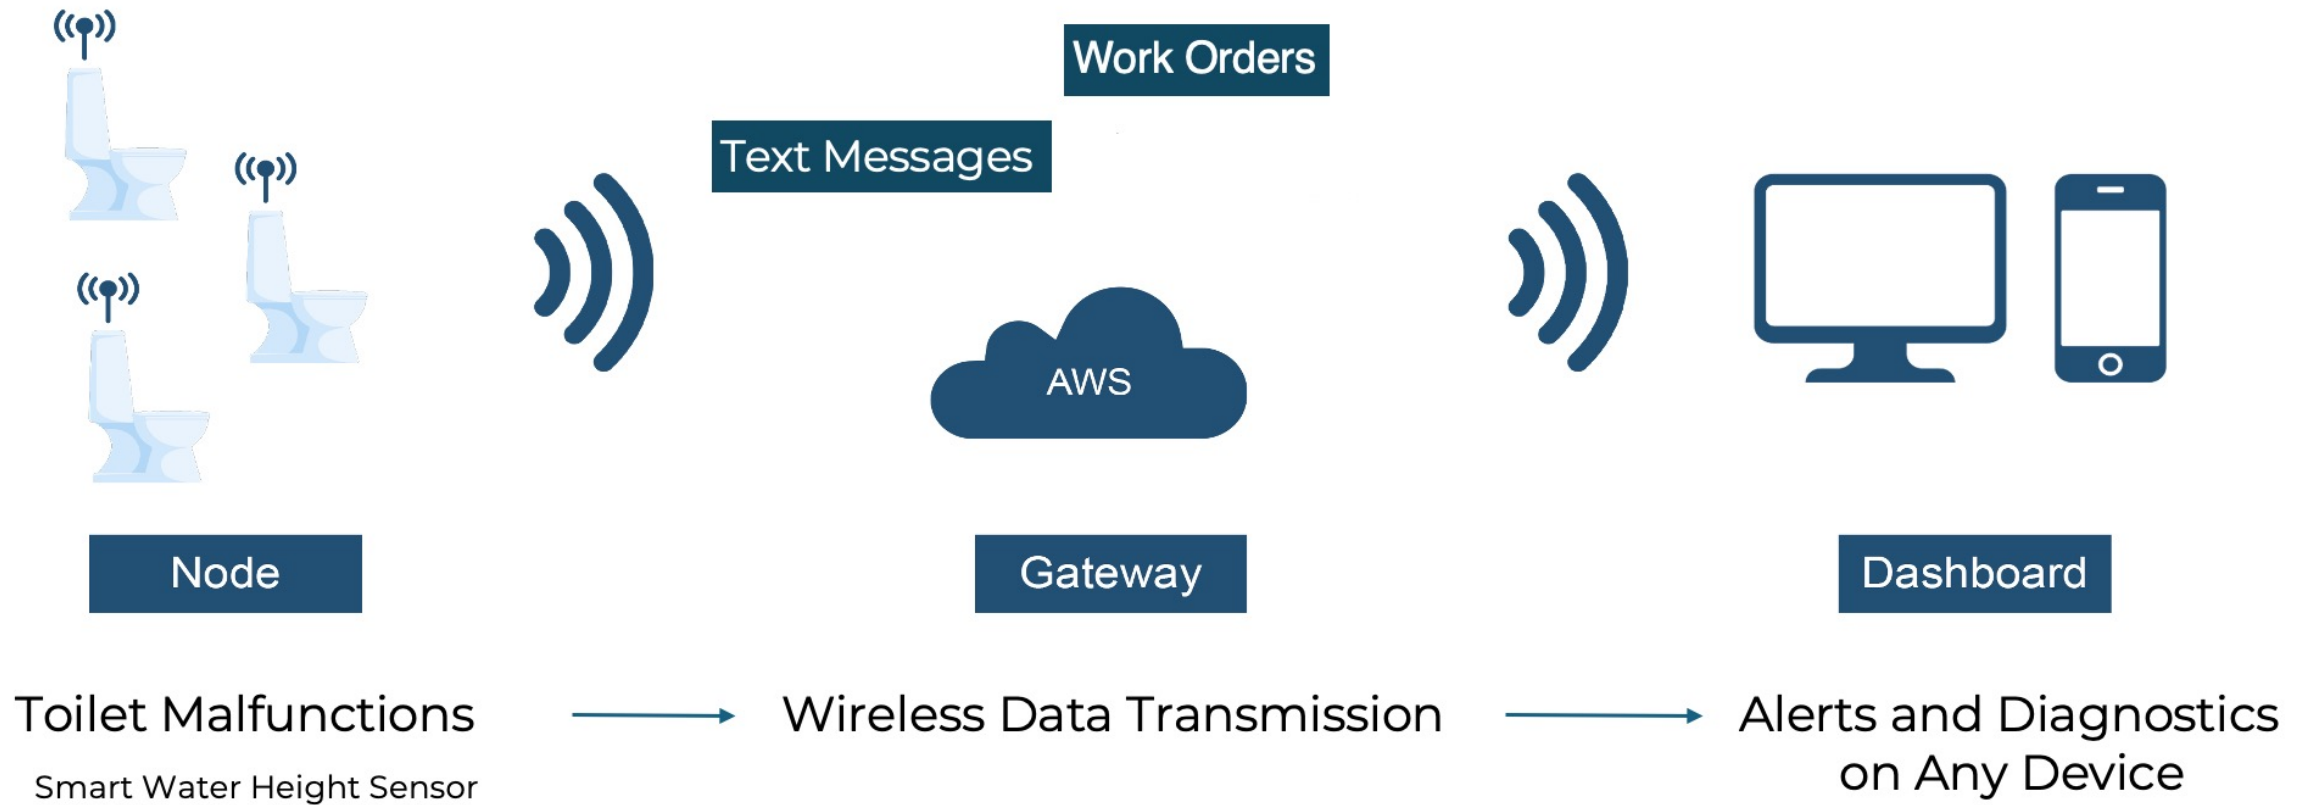 Work Orders
Text Messages
AWS
Node
Gateway
Dashboard
Toilet Malfunctions
Smart Water Height Sensor
Wireless Data Transmission
Alerts and Diagnostics
on Any Device